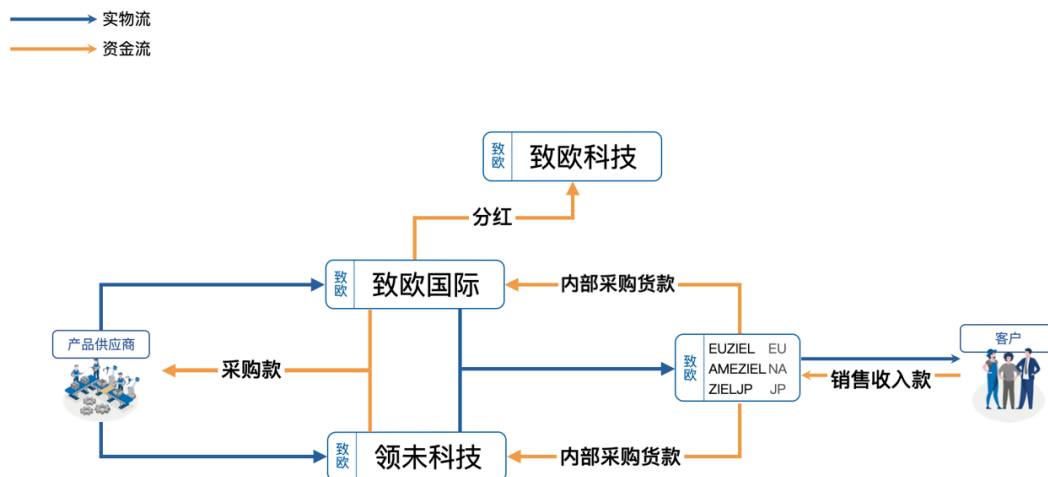 实物流
资金流
致欧
致欧科技
分红
致欧
致欧国际
内部采购货款
产品供应商
采购款
致欧
EUZIEL EU
AMEZIEL NA
ZIELJP JP
客户
销售收入款
致欧
领未科技
内部采购货款